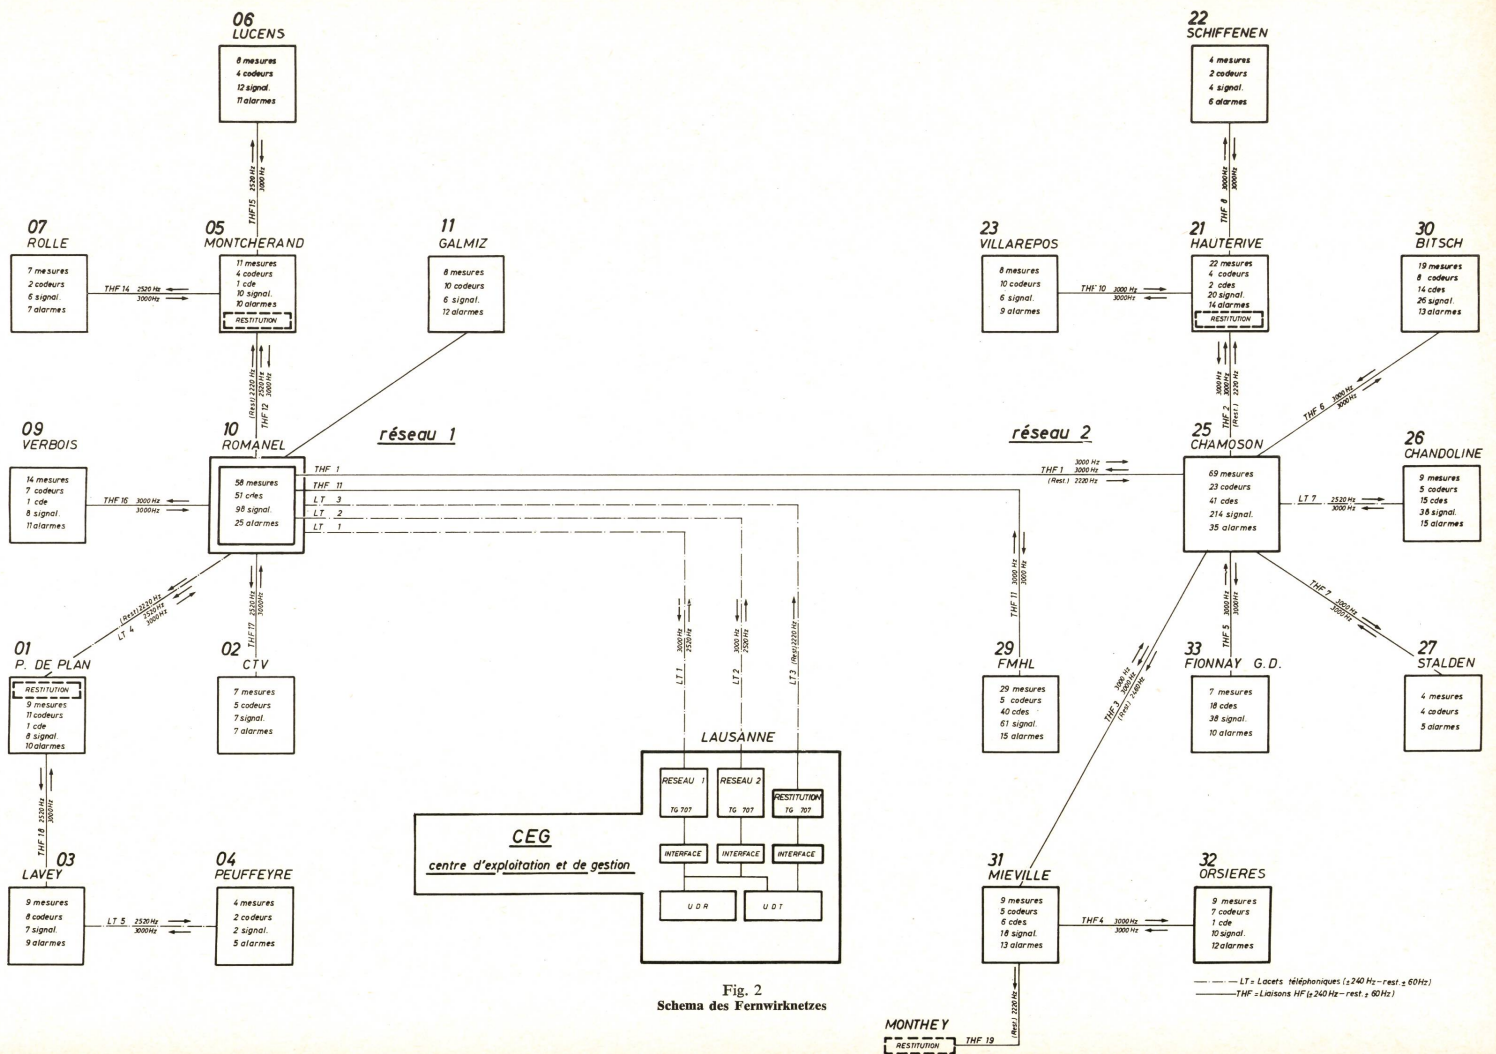 06
LUCENS
8 mesures
4 codeurs
12 signal.
11 alarmes
THF 15 2520 Hz
3000 Hz
07
ROLLE
7 mesures
2 codeurs
6 signal.
7 alarmes
THF 14 2520 Hz
3000Hz
05
MONTCHERAND
11 mesures
4 codeurs
1 cde
10 signal.
10 alarmes
RESTITUTION
11
GALMIZ
8 mesures
10 codeurs
6 signal.
12 alarmes
(Rest) 2220 Hz
THF 12 2520 Hz
3000 Hz
09
VERBOIS
14 mesures
7 codeurs
1 cde
8 signal.
11 alarmes
THF 16 3000 Hz
3000Hz
10
ROMANEL
58 mesures
51 cdes
98 signal.
25 alarmes
réseau 1
THF 1
THF 11
LT 3
LT 2
LT 1
(Rest) 2220 Hz
2520 Hz
LT 4 3000 Hz
THF 17 2520 Hz
3000 Hz
01
P. DE PLAN
RESTITUTION
9 mesures
11 codeurs
1 cde
8 signal.
10 alarmes
02
CTV
7 mesures
5 codeurs
7 signal.
7 alarmes
THF 18 2520 Hz
3000 Hz
03
LAVEY
9 mesures
8 codeurs
7 signal.
9 alarmes
LT 5 2520 Hz
3000Hz
04
PEUFFEYRE
4 mesures
2 codeurs
2 signal.
5 alarmes
LT 1 3000 Hz
2520 Hz
LT 2 3000 Hz
2520 Hz
LT 3 (Rest) 2220 Hz
LAUSANNE
RESEAU 1
TG 707
RESEAU 2
TG 707
RESTITUTION
TG 707
INTERFACE
INTERFACE
INTERFACE
U D R
U D T
CEG
centre d'exploitation et de gestion
22
SCHIFFENEN
4 mesures
2 codeurs
4 signal.
6 alarmes
THF 8 3000 Hz
3000Hz
23
VILLAREPOS
8 mesures
10 codeurs
6 signal.
9 alarmes
THF 10 3000 Hz
3000Hz
21
HAUTERIVE
22 mesures
4 codeurs
2 cdes
20 signal.
14 alarmes
RESTITUTION
30
BITSCH
19 mesures
8 codeurs
14 cdes
26 signal.
13 alarmes
3000 Hz
THF 2 3000 Hz
(Rest.) 2220 Hz
THF 6 3000 Hz
3000 Hz
réseau 2
3000 Hz
THF 1 3000 Hz
(Rest.) 2220Hz
25
CHAMOSON
69 mesures
23 codeurs
41 cdes
214 signal.
35 alarmes
26
CHANDOLINE
9 mesures
5 codeurs
15 cdes
38 signal.
15 alarmes
LT 7 2520 Hz
3000Hz
THF 11 3000 Hz
3000 Hz
29
FMHL
29 mesures
5 codeurs
40 cdes
61 signal.
15 alarmes
3000 Hz
THF 3 3000Hz
(Rest.) 2460 Hz
THF 5 3000 Hz
3000Hz
THF 7 3000 Hz
3000Hz
33
FIONNAY G.D.
7 mesures
18 cdes
38 signal.
10 alarmes
27
STALDEN
4 mesures
4 codeurs
5 alarmes
31
MIEVILLE
9 mesures
5 codeurs
6 cdes
18 signal.
13 alarmes
THF 4 3000Hz
3000Hz
32
ORSIERES
9 mesures
7 codeurs
1 cde
10 signal.
12 alarmes
(Rest) 2220 Hz
MONTHEY
RESTITUTION
THF 19
LT = Lacets téléphoniques (±240 Hz–rest. ± 60Hz)
THF = Liaisons HF (±240 Hz–rest. ± 60Hz)
Fig. 2
Schema des Fernwirknetzes